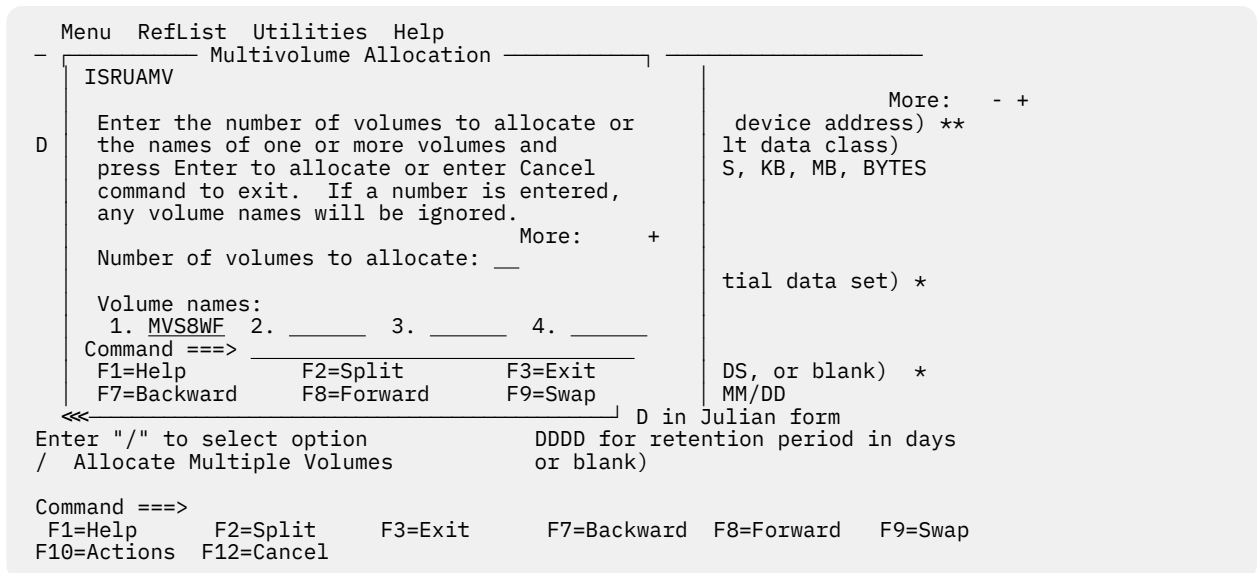 Menu RefList Utilities Help
Multivolume Allocation
ISRUAMV
More: - +
Enter the number of volumes to allocate or device address) **
D the names of one or more volumes and lt data class)
press Enter to allocate or enter Cancel S, KB, MB, BYTES
command to exit. If a number is entered,
any volume names will be ignored.
More: +
Number of volumes to allocate: __
tial data set) *
Volume names:
1. MVS8WF 2. ______ 3. ______ 4. ______
Command ===>
F1=Help F2=Split F3=Exit DS, or blank) *
F7=Backward F8=Forward F9=Swap MM/DD
<<< D in Julian form
Enter "/" to select option DDDD for retention period in days
/ Allocate Multiple Volumes or blank)
Command ===>
F1=Help F2=Split F3=Exit F7=Backward F8=Forward F9=Swap
F10=Actions F12=Cancel